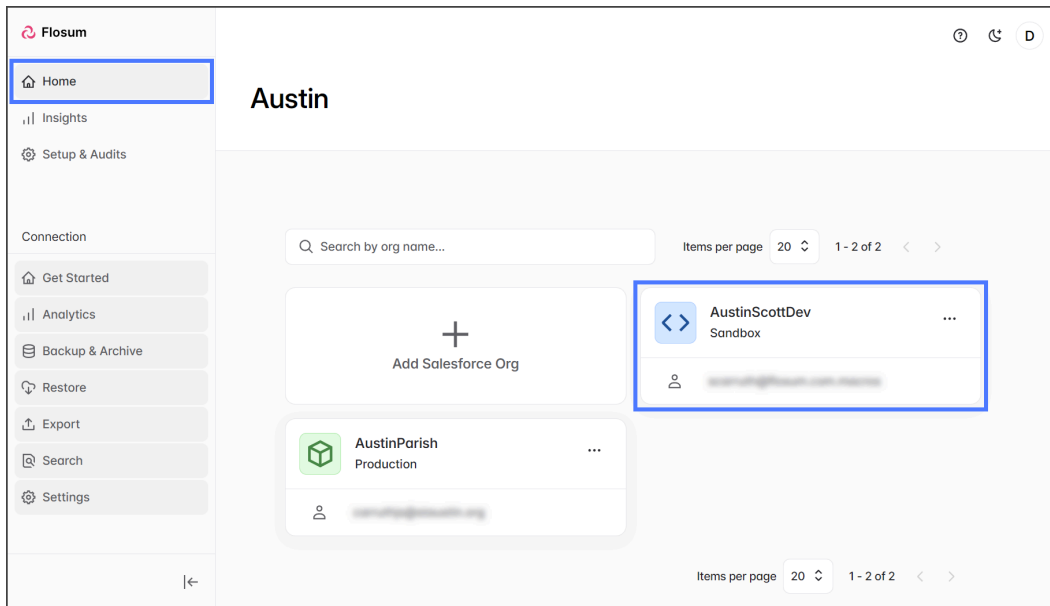 Flosum
D
Home
Insights
Setup & Audits
Connection
Get Started
Analytics
Backup & Archive
Restore
Export
Search
Settings
Austin
Search by org name...
Items per page 20 1 - 2 of 2
Add Salesforce Org
AustinScottDev
Sandbox
AustinParish
Production
Items per page 20 1 - 2 of 2